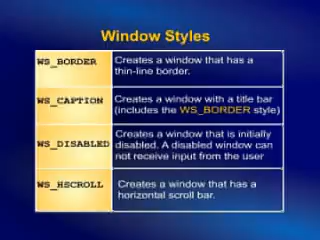 Window Styles
WS_BORDER
Creates a window that has a
thin-line border.
WS_CAPTION
Creates a window with a title bar
(includes the WS_BORDER style)
WS_DISABLED
Creates a window that is initially
disabled. A disabled window can
not receive input from the user
WS_HSCROLL
Creates a window that has a
horizontal scroll bar.